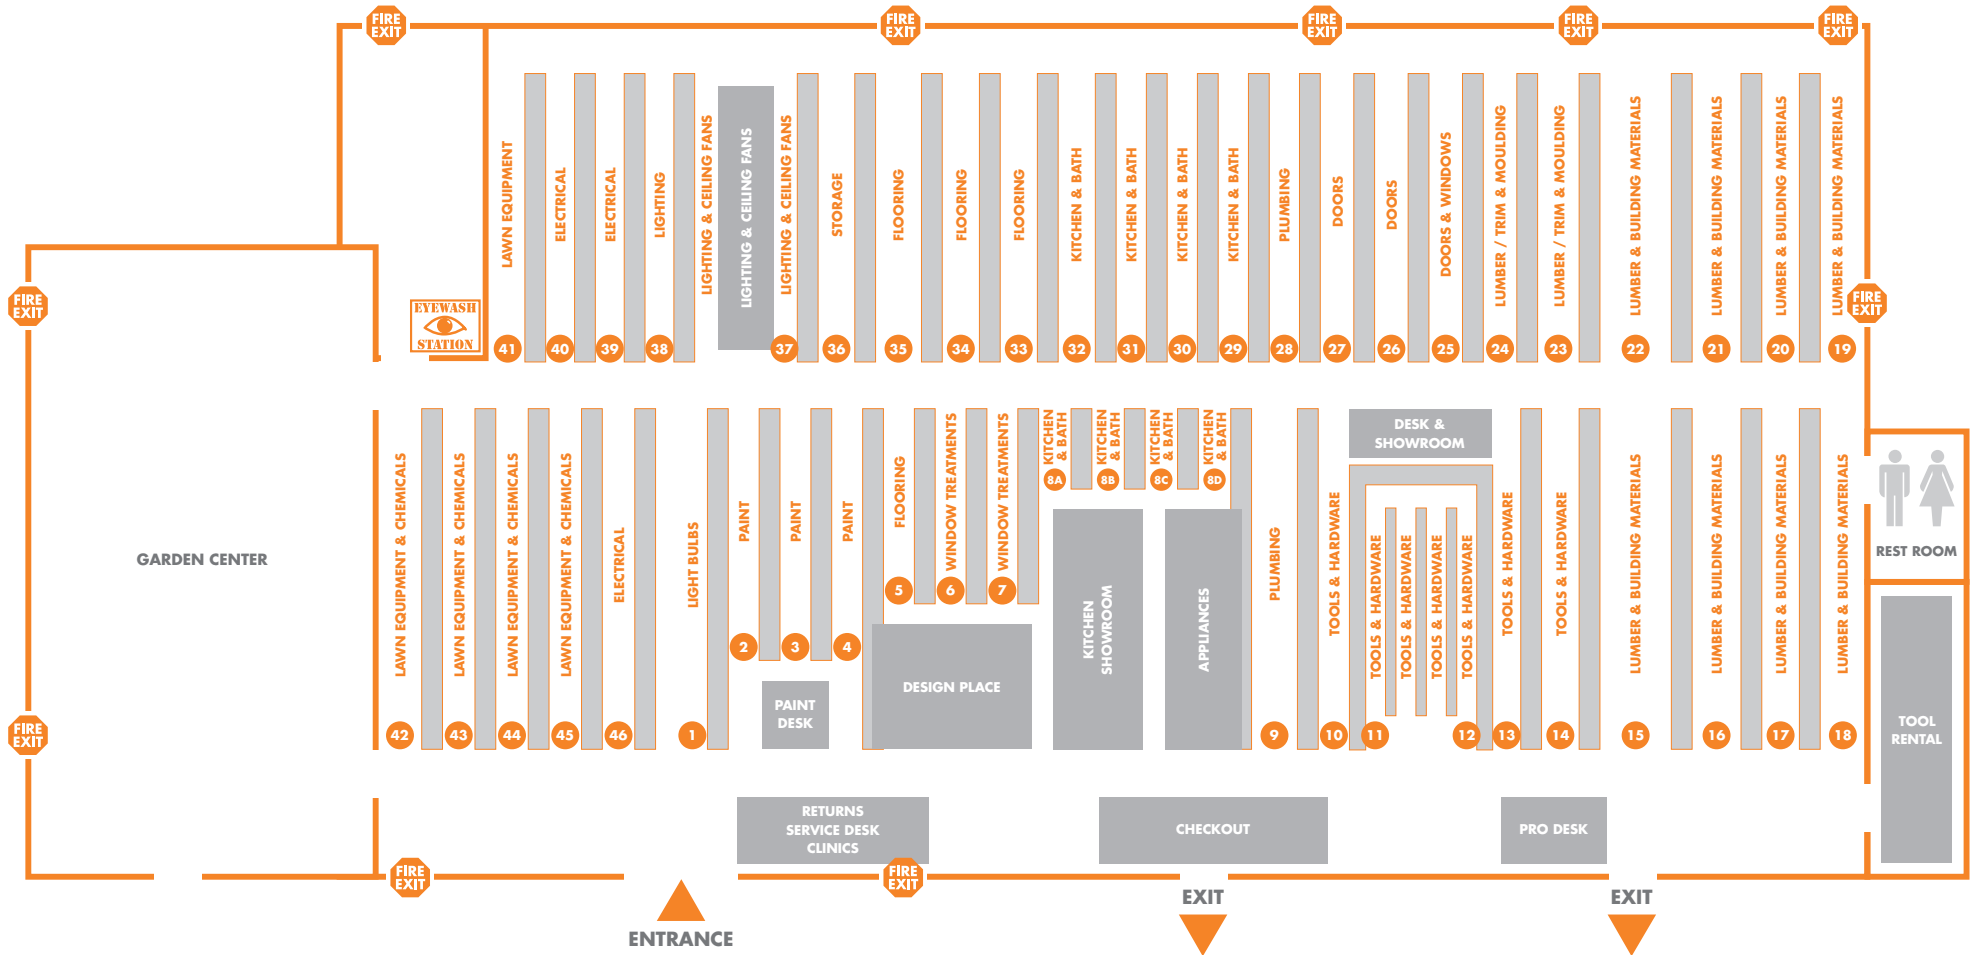 FIRE
EXIT
FIRE
EXIT
FIRE
EXIT
FIRE
EXIT
FIRE
EXIT
LAWN EQUIPMENT
ELECTRICAL
ELECTRICAL
LIGHTING
LIGHTING & CEILING FANS
LIGHTING & CEILING FANS
LIGHTING & CEILING FANS
STORAGE
FLOORING
FLOORING
FLOORING
KITCHEN & BATH
KITCHEN & BATH
KITCHEN & BATH
KITCHEN & BATH
PLUMBING
DOORS
DOORS
DOORS & WINDOWS
LUMBER / TRIM & MOULDING
LUMBER / TRIM & MOULDING
LUMBER & BUILDING MATERIALS
LUMBER & BUILDING MATERIALS
LUMBER & BUILDING MATERIALS
LUMBER & BUILDING MATERIALS
FIRE
EXIT
EYEWASH
STATION
FIRE
EXIT
41
40
39
38
37
36
35
34
33
32
31
30
29
28
27
26
25
24
23
22
21
20
19
GARDEN CENTER
LAWN EQUIPMENT & CHEMICALS
LAWN EQUIPMENT & CHEMICALS
LAWN EQUIPMENT & CHEMICALS
LAWN EQUIPMENT & CHEMICALS
ELECTRICAL
LIGHT BULBS
PAINT
PAINT
PAINT
FLOORING
WINDOW TREATMENTS
WINDOW TREATMENTS
KITCHEN
& BATH
KITCHEN
& BATH
KITCHEN
& BATH
KITCHEN
& BATH
8A
8B
8C
8D
5
6
7
2
3
4
KITCHEN
SHOWROOM
APPLIANCES
PLUMBING
TOOLS & HARDWARE
DESK &
SHOWROOM
TOOLS & HARDWARE
TOOLS & HARDWARE
TOOLS & HARDWARE
TOOLS & HARDWARE
TOOLS & HARDWARE
TOOLS & HARDWARE
LUMBER & BUILDING MATERIALS
LUMBER & BUILDING MATERIALS
LUMBER & BUILDING MATERIALS
LUMBER & BUILDING MATERIALS
REST ROOM
DESIGN PLACE
PAINT
DESK
FIRE
EXIT
42
43
44
45
46
1
9
10
11
12
13
14
15
16
17
18
TOOL
RENTAL
RETURNS
SERVICE DESK
CLINICS
CHECKOUT
PRO DESK
FIRE
EXIT
FIRE
EXIT
ENTRANCE
EXIT
EXIT